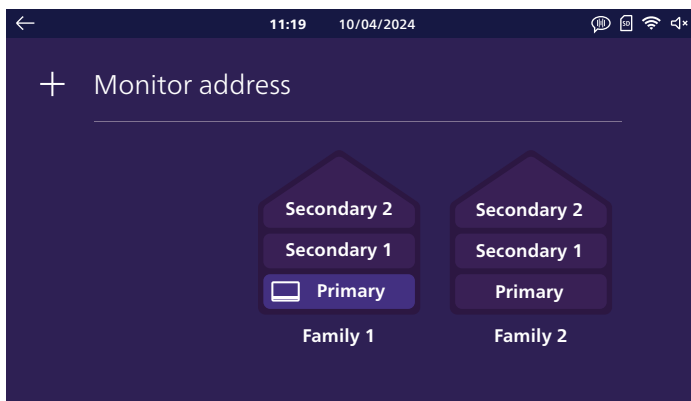 11:19 10/04/2024 SD
Monitor address
Secondary 2 Secondary 2
Secondary 1 Secondary 1
Primary Primary
Family 1 Family 2